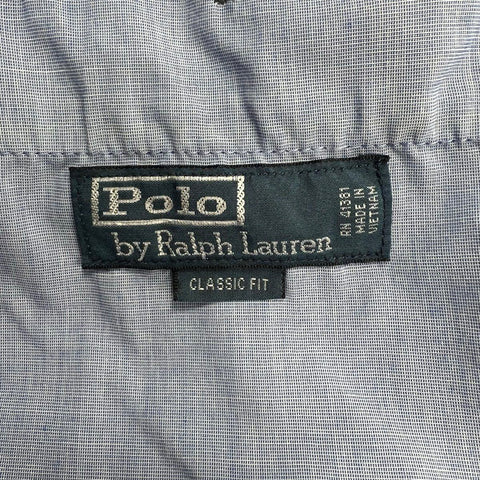 Polo
by Ralph Lauren
RN 41381
MADE IN
VIETNAM
CLASSIC FIT